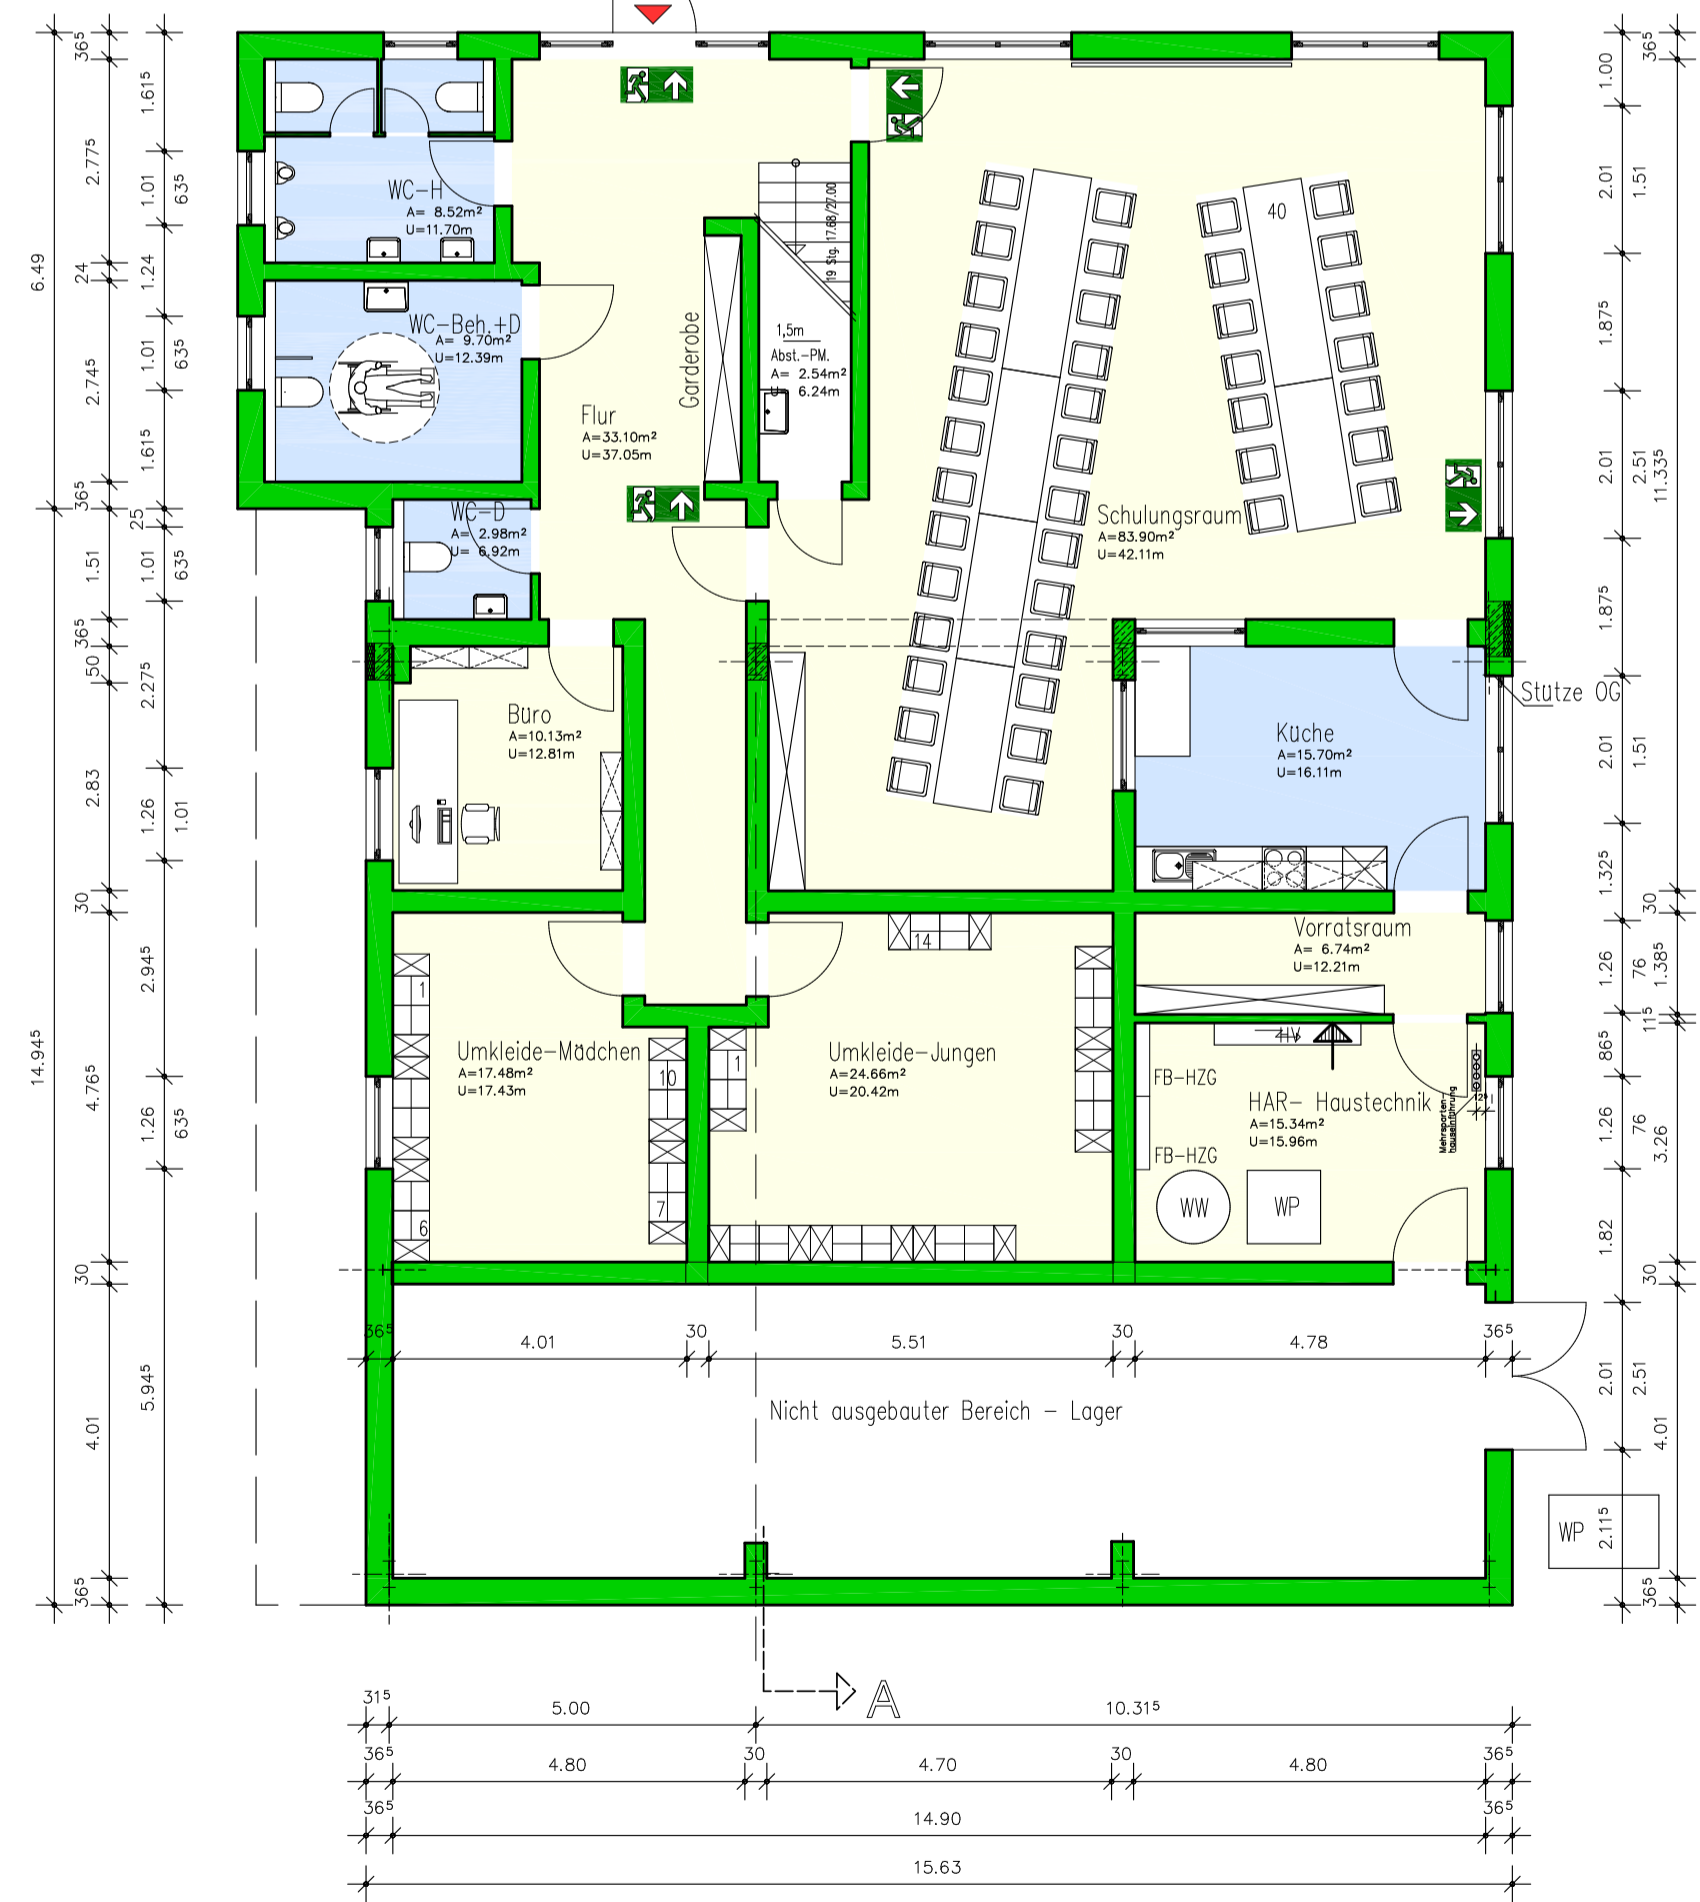 WC-H
A= 8.52m²
U=11.70m
WC-Beh.+D
A= 9.70m²
U=12.39m
Flur
A=33.10m²
U=37.05m
Garderobe
19 Stg. 17.68/27.00
1,5m
Abst.-PM.
A= 2.54m²
U= 6.24m
40
Schulungsraum
A=83.90m²
U=42.11m
WC-D
A= 2.98m²
U= 6.92m
Büro
A=10.13m²
U=12.81m
Küche
A=15.70m²
U=16.11m
Stütze OG
Vorratsraum
A= 6.74m²
U=12.21m
Umkleide-Mädchen
A=17.48m²
U=17.43m
1
6
10
7
Umkleide-Jungen
A=24.66m²
U=20.42m
14
1
HV
FB-HZG
HAR- Haustechnik
A=15.34m²
U=15.96m
FB-HZG
Mehrsparten-
hauseinführung
12⁵
WW
WP
36⁵
4.01
30
5.51
30
4.78
36⁵
Nicht ausgebauter Bereich - Lager
WP
A
6.49
14.945
365
2.775
24
2.745
365
1.51
365
50
2.83
30
4.765
30
4.01
365
1.615
1.01
635
1.24
1.01
635
1.615
25
1.01
635
2.275
1.26
1.01
2.945
1.26
635
5.945
1.00
2.01
1.51
1.875
2.01
2.51
1.875
2.01
1.51
1.325
1.26
76
865
1.26
76
1.82
2.01
2.51
2.115
365
11.335
30
1.385
115
3.26
30
4.01
365
31⁵
5.00
10.31⁵
36⁵
4.80
30
4.70
30
4.80
36⁵
36⁵
14.90
36⁵
15.63